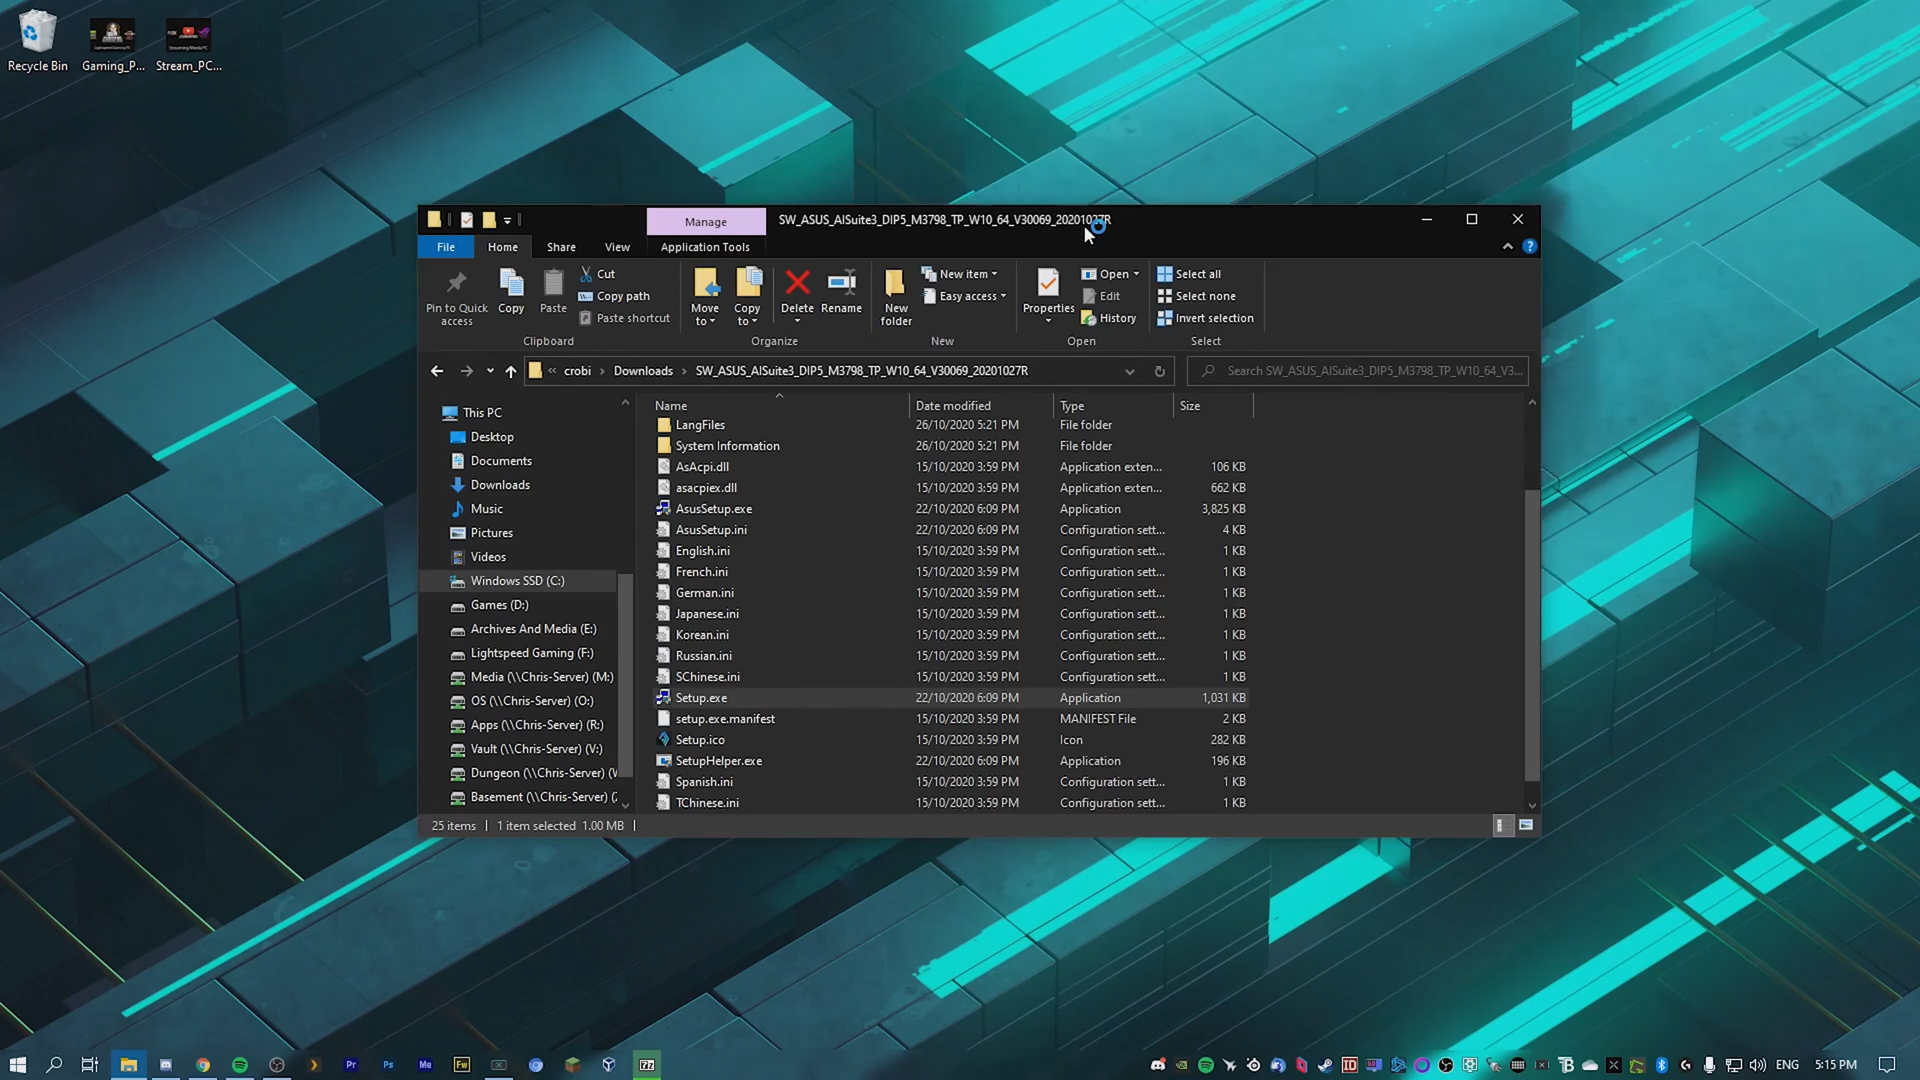 Recycle Bin
Gaming_P...
Stream_PC...
Manage
SW_ASUS_AISuite3_DIP5_M3798_TP_W10_64_V30069_20201027R
File
Home
Share
View
Application Tools
Pin to Quick access
Copy
Paste
Cut
Copy path
Paste shortcut
Clipboard
Move to
Copy to
Delete
Rename
Organize
New folder
New item
Easy access
New
Properties
Open
Edit
History
Open
Select all
Select none
Invert selection
Select
crobi
Downloads
SW_ASUS_AISuite3_DIP5_M3798_TP_W10_64_V30069_20201027R
Search SW_ASUS_AISuite3_DIP5_M3798_TP_W10_64_V3...
This PC
Desktop
Documents
Downloads
Music
Pictures
Videos
Windows SSD (C:)
Games (D:)
Archives And Media (E:)
Lightspeed Gaming (F:)
Media (\\Chris-Server) (M:)
OS (\\Chris-Server) (O:)
Apps (\\Chris-Server) (R:)
Vault (\\Chris-Server) (V:)
Dungeon (\\Chris-Server) (
Basement (\\Chris-Server) (
Name Date modified Type Size
LangFiles 26/10/2020 5:21 PM File folder
System Information 26/10/2020 5:21 PM File folder
AsAcpi.dll 15/10/2020 3:59 PM Application exten... 106 KB
asacpiex.dll 15/10/2020 3:59 PM Application exten... 662 KB
AsusSetup.exe 22/10/2020 6:09 PM Application 3,825 KB
AsusSetup.ini 22/10/2020 6:09 PM Configuration sett... 4 KB
English.ini 15/10/2020 3:59 PM Configuration sett... 1 KB
French.ini 15/10/2020 3:59 PM Configuration sett... 1 KB
German.ini 15/10/2020 3:59 PM Configuration sett... 1 KB
Japanese.ini 15/10/2020 3:59 PM Configuration sett... 1 KB
Korean.ini 15/10/2020 3:59 PM Configuration sett... 1 KB
Russian.ini 15/10/2020 3:59 PM Configuration sett... 1 KB
SChinese.ini 15/10/2020 3:59 PM Configuration sett... 1 KB
Setup.exe 22/10/2020 6:09 PM Application 1,031 KB
setup.exe.manifest 15/10/2020 3:59 PM MANIFEST File 2 KB
Setup.ico 15/10/2020 3:59 PM Icon 282 KB
SetupHelper.exe 22/10/2020 6:09 PM Application 196 KB
Spanish.ini 15/10/2020 3:59 PM Configuration sett... 1 KB
TChinese.ini 15/10/2020 3:59 PM Configuration sett... 1 KB
25 items
1 item selected 1.00 MB
Pr
Ps
Me
Fw
7z
ENG
5:15 PM